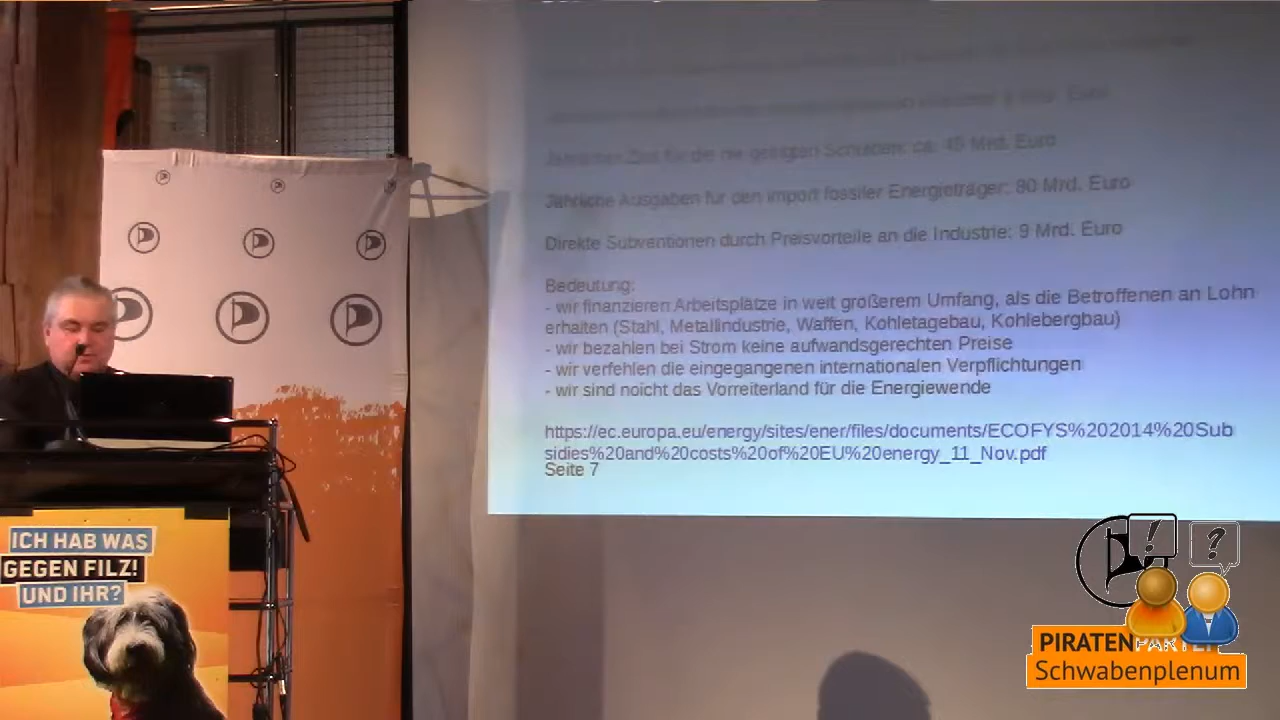 Jährliche Ausgaben für den Import fossiler Energieträger: 80 Mrd. Euro
Direkte Subventionen durch Preisvorteile an die Industrie: 9 Mrd. Euro
Bedeutung:
- wir finanzieren Arbeitsplätze in weit größerem Umfang, als die Betroffenen an Lohn
erhalten (Stahl, Metallindustrie, Waffen, Kohletagebau, Kohlebergbau)
- wir bezahlen bei Strom keine aufwandsgerechten Preise
- wir verfehlen die eingegangenen internationalen Verpflichtungen
- wir sind noicht das Vorreiterland für die Energiewende
https://ec.europa.eu/energy/sites/ener/files/documents/ECOFYS%202014%20Sub
sidies%20and%20costs%20of%20EU%20energy_11_Nov.pdf
Seite 7
ICH HAB WAS
GEGEN FILZ!
UND IHR?
! ?
PIRATENPARTEI
Schwabenplenum